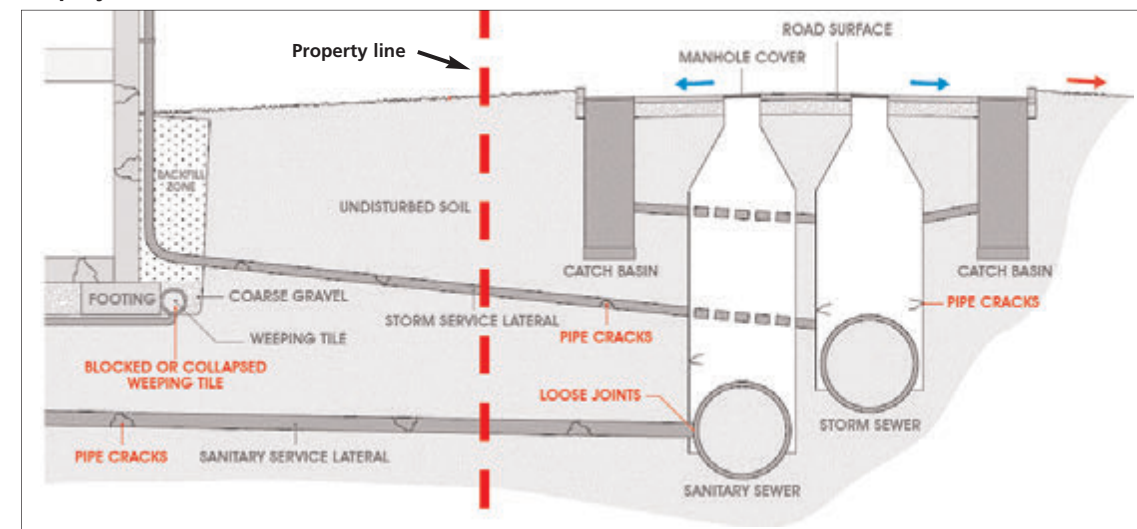 Property line
ROAD SURFACE
MANHOLE COVER
BACKFILL
ZONE
UNDISTURBED SOIL
CATCH BASIN
CATCH BASIN
FOOTING
COARSE GRAVEL
STORM SERVICE LATERAL
PIPE CRACKS
PIPE CRACKS
WEEPING TILE
BLOCKED OR COLLAPSED
WEEPING TILE
LOOSE JOINTS
STORM SEWER
PIPE CRACKS
SANITARY SERVICE LATERAL
SANITARY SEWER